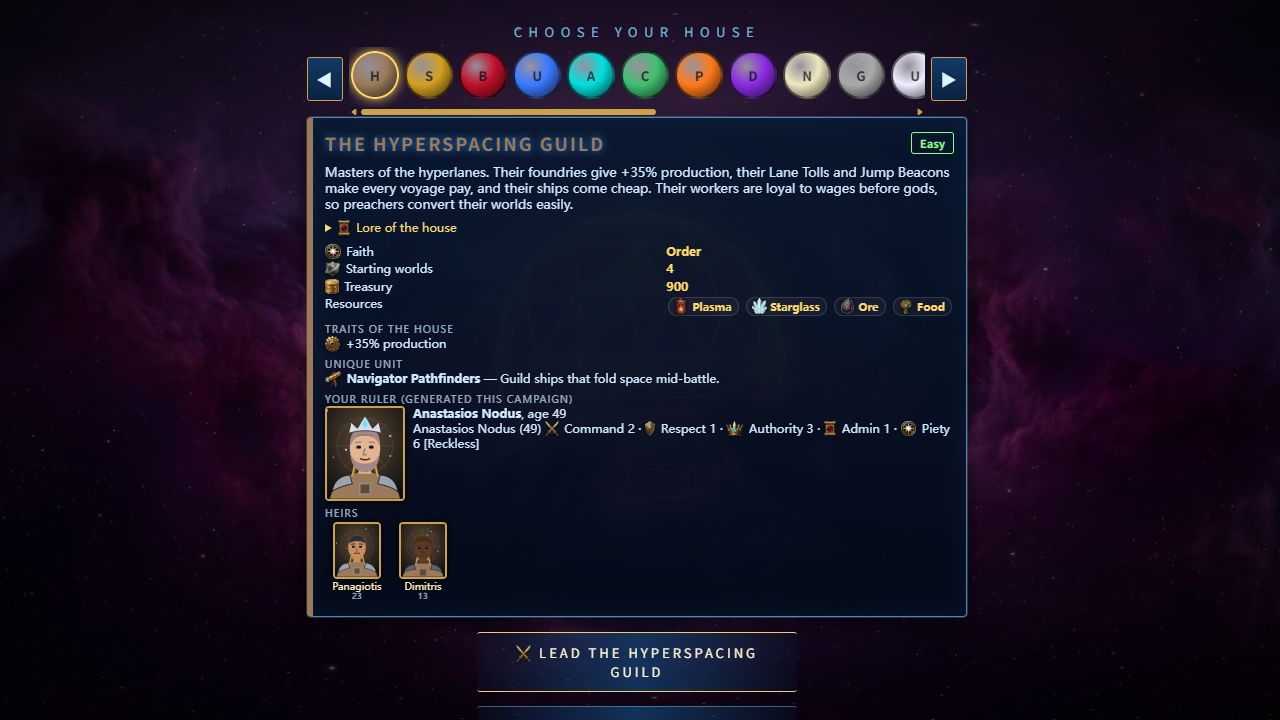 CHOOSE YOUR HOUSE
◀ H S B U A C P D N G U ▶
THE HYPERSPACING GUILD
Easy
Masters of the hyperlanes. Their foundries give +35% production, their Lane Tolls and Jump Beacons
make every voyage pay, and their ships come cheap. Their workers are loyal to wages before gods,
so preachers convert their worlds easily.
Lore of the house
Faith Order
Starting worlds 4
Treasury 900
Resources Plasma Starglass Ore Food
TRAITS OF THE HOUSE
+35% production
UNIQUE UNIT
Navigator Pathfinders — Guild ships that fold space mid-battle.
YOUR RULER (GENERATED THIS CAMPAIGN)
Anastasios Nodus, age 49
Anastasios Nodus (49) Command 2 · Respect 1 · Authority 3 · Admin 1 · Piety
6 [Reckless]
HEIRS
Panagiotis Dimitris
23 13
LEAD THE HYPERSPACING
GUILD